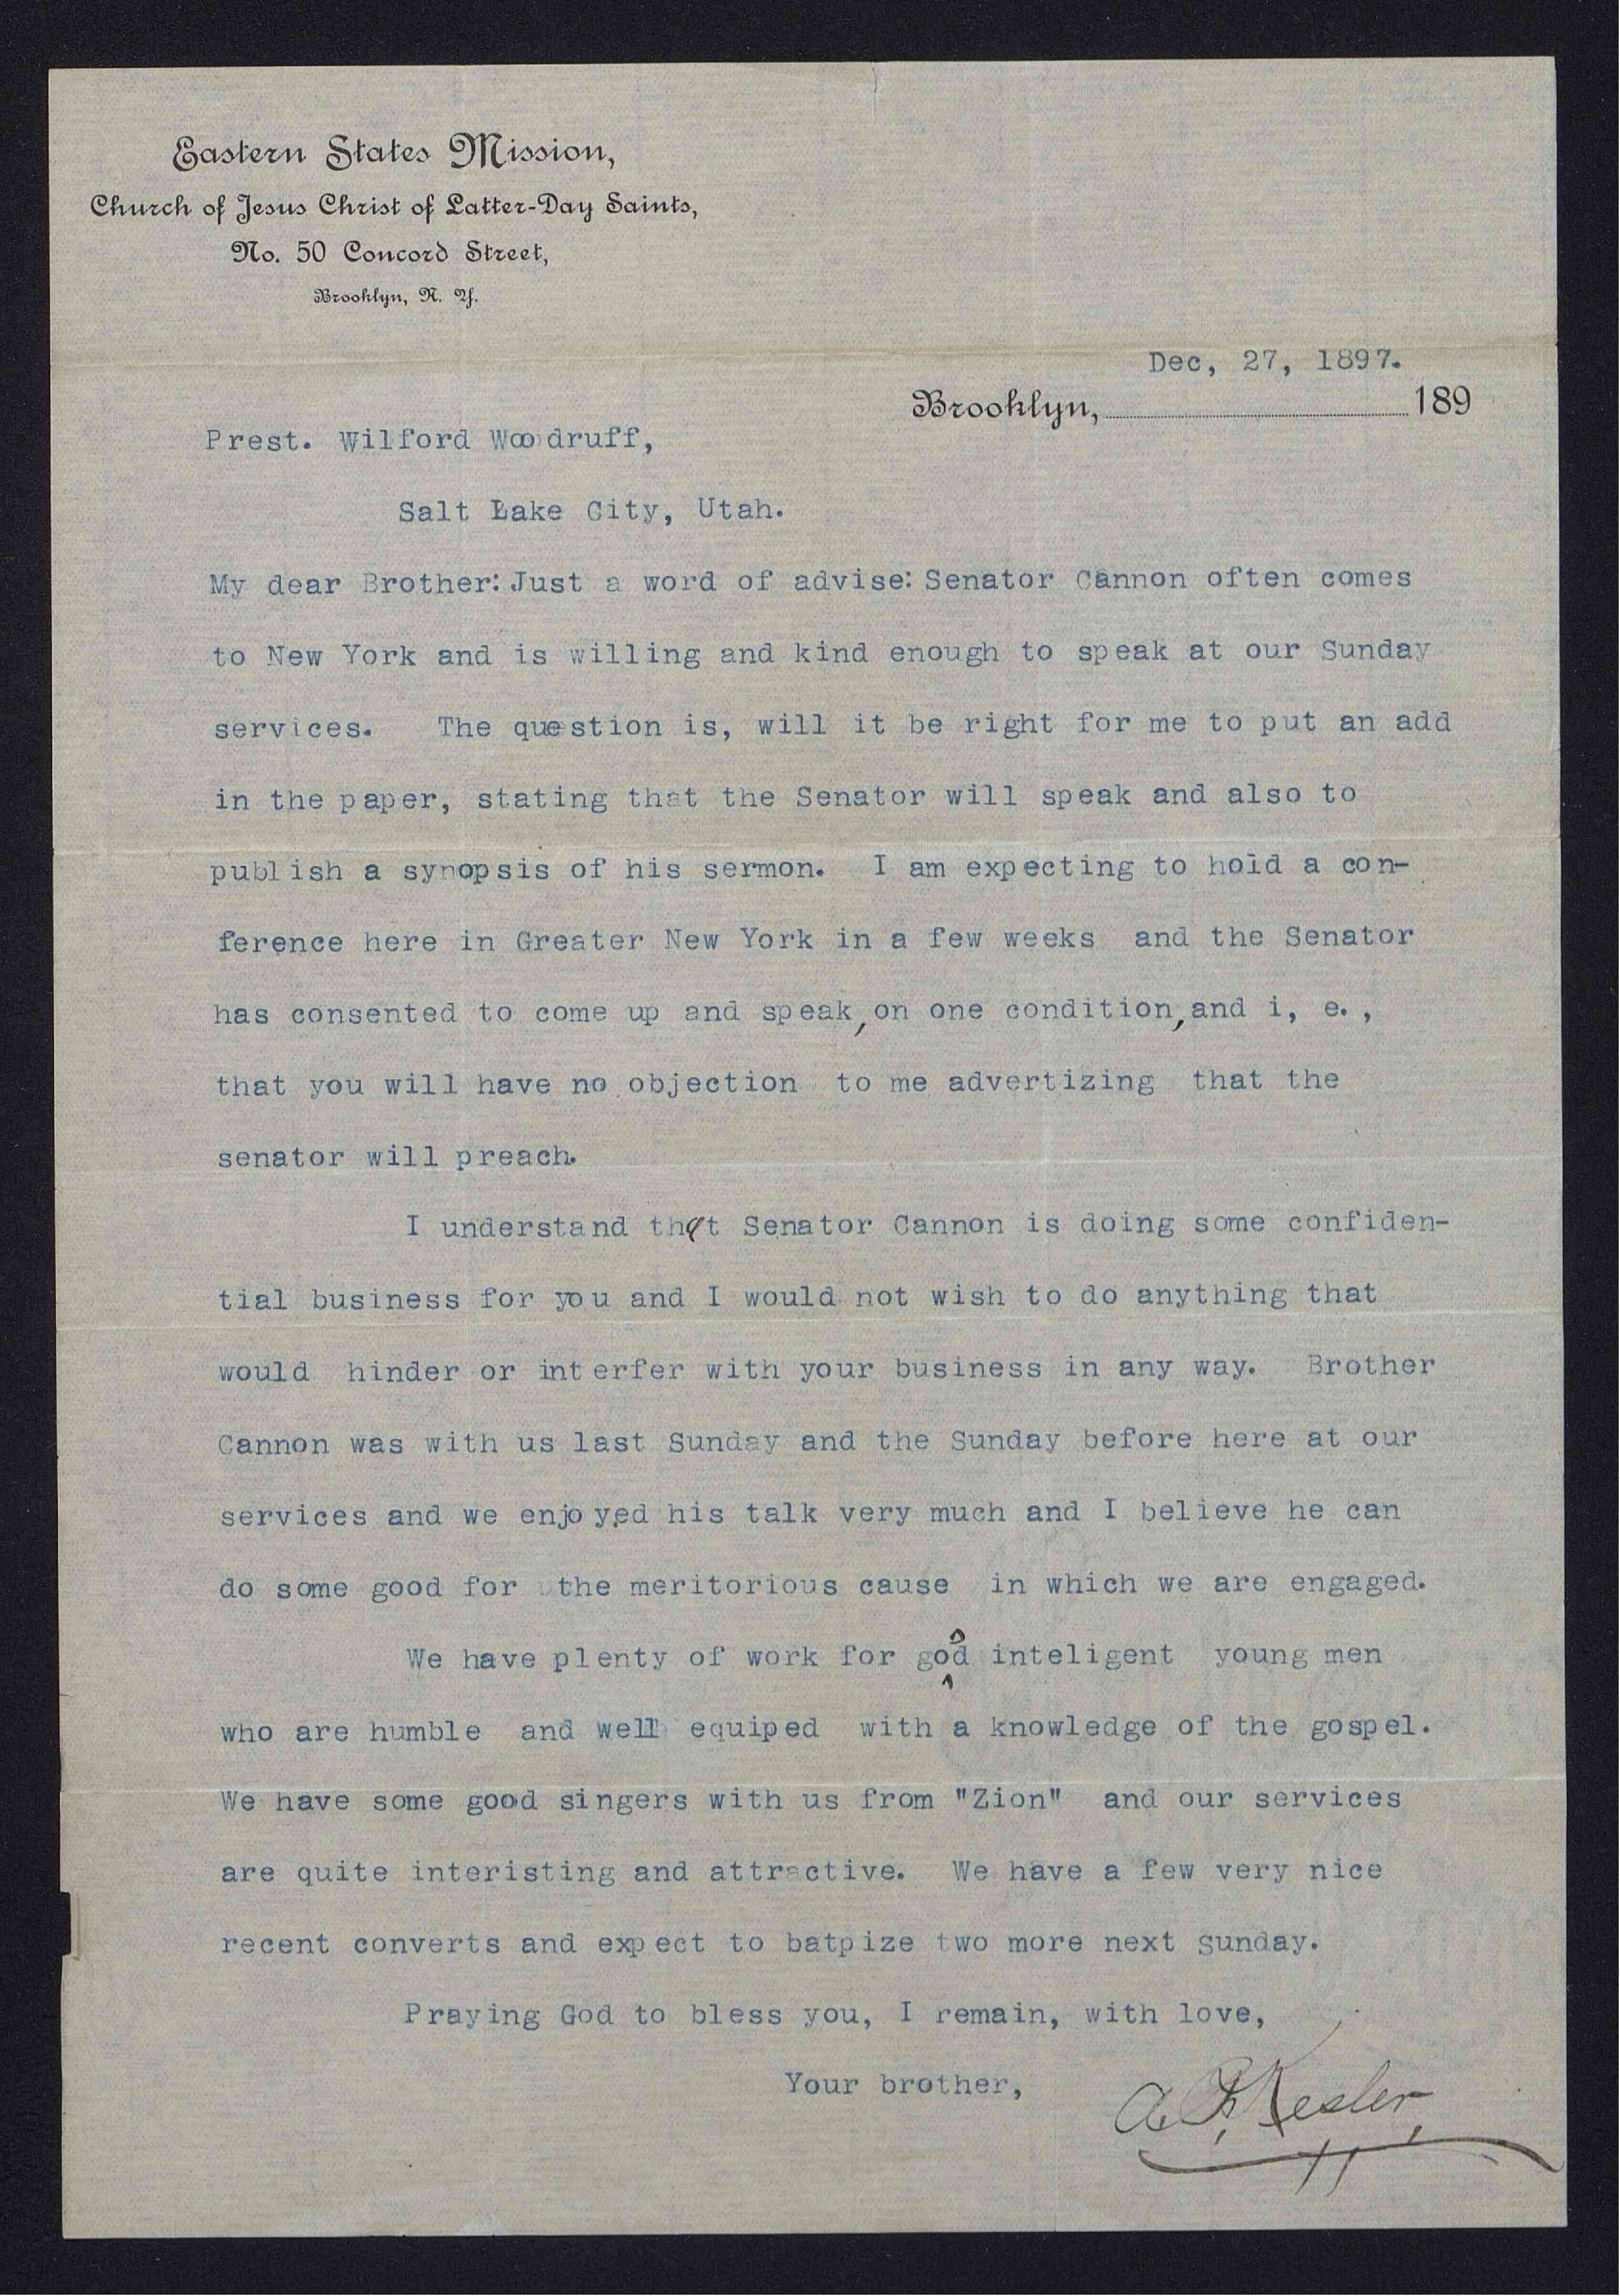 Eastern States Mission,
Church of Jesus Christ of Latter-Day Saints,
No. 50 Concord Street,
Brooklyn, N. Y.
Dec, 27, 1897.
Brooklyn, 189
Prest. Wilford Woodruff,
Salt Lake City, Utah.
My dear Brother: Just a word of advise: Senator Cannon often comes
to New York and is willing and kind enough to speak at our Sunday
services. The question is, will it be right for me to put an add
in the paper, stating that the Senator will speak and also to
publish a synopsis of his sermon. I am expecting to hold a con-
ference here in Greater New York in a few weeks and the Senator
has consented to come up and speak, on one condition, and i, e.,
that you will have no objection to me advertizing that the
senator will preach.
I understand that Senator Cannon is doing some confiden-
tial business for you and I would not wish to do anything that
would hinder or interfer with your business in any way. Brother
Cannon was with us last Sunday and the Sunday before here at our
services and we enjoyed his talk very much and I believe he can
do some good for the meritorious cause in which we are engaged.
We have plenty of work for good inteligent young men
who are humble and well equiped with a knowledge of the gospel.
We have some good singers with us from "Zion" and our services
are quite interisting and attractive. We have a few very nice
recent converts and expect to batpize two more next Sunday.
Praying God to bless you, I remain, with love,
Your brother,
A. P. Kesler